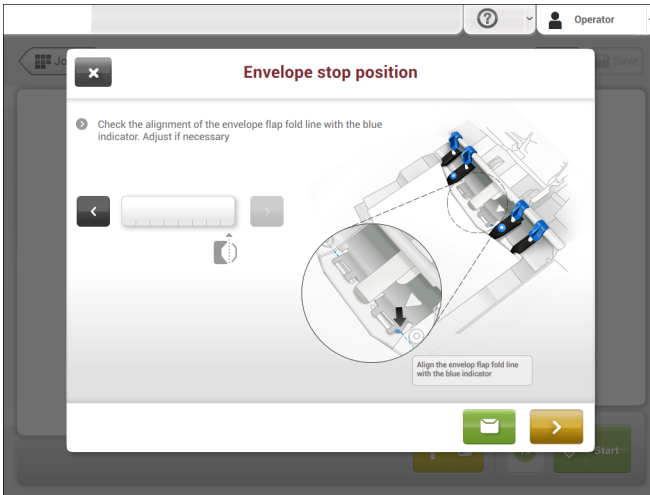 Operator
Jo
Save
Envelope stop position
Check the alignment of the envelope flap fold line with the blue
indicator. Adjust if necessary
Align the envelop flap fold line
with the blue indicator
Start